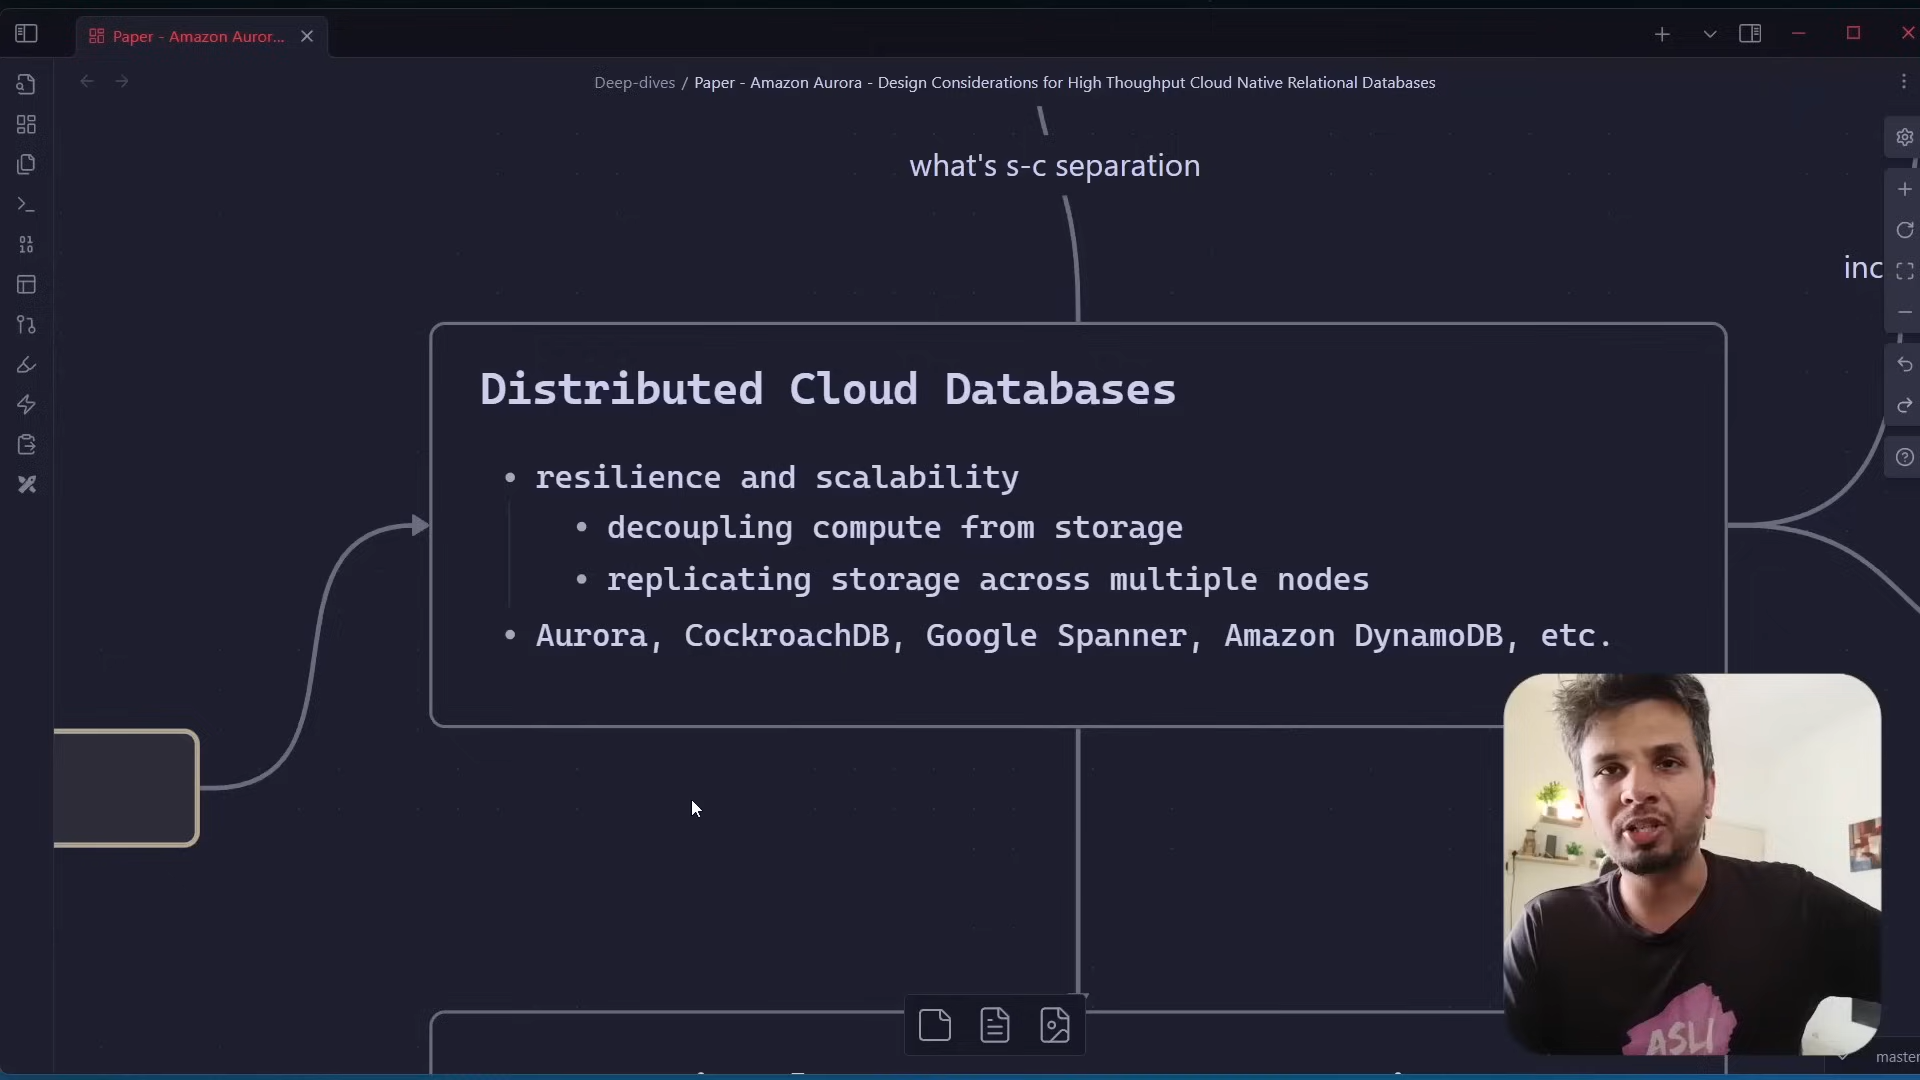 Paper - Amazon Auror...
Deep-dives / Paper - Amazon Aurora - Design Considerations for High Thoughput Cloud Native Relational Databases
what's s-c separation
inc
Distributed Cloud Databases
• resilience and scalability
• decoupling compute from storage
• replicating storage across multiple nodes
• Aurora, CockroachDB, Google Spanner, Amazon DynamoDB, etc.
ASLI
master